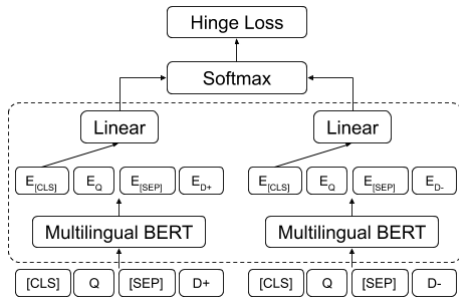 Hinge Loss
Softmax
Linear Linear
E[CLS] EQ E[SEP] ED+ E[CLS] EQ E[SEP] ED-
Multilingual BERT Multilingual BERT
[CLS] Q [SEP] D+ [CLS] Q [SEP] D-